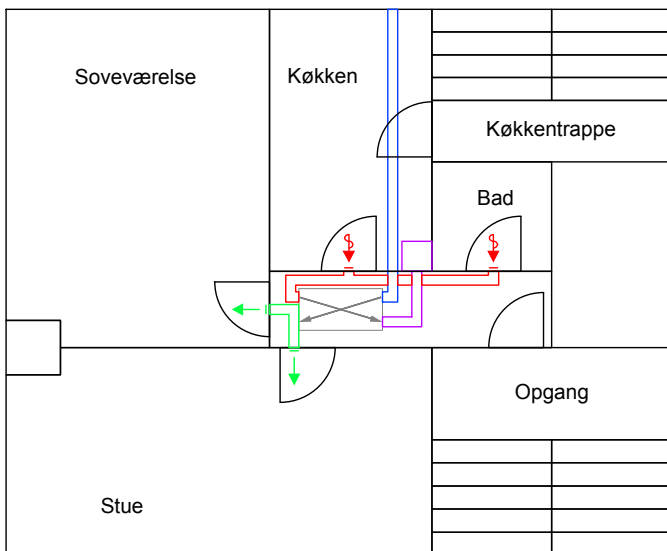 Soveværelse
Køkken
Køkkentrappe
Bad
Opgang
Stue